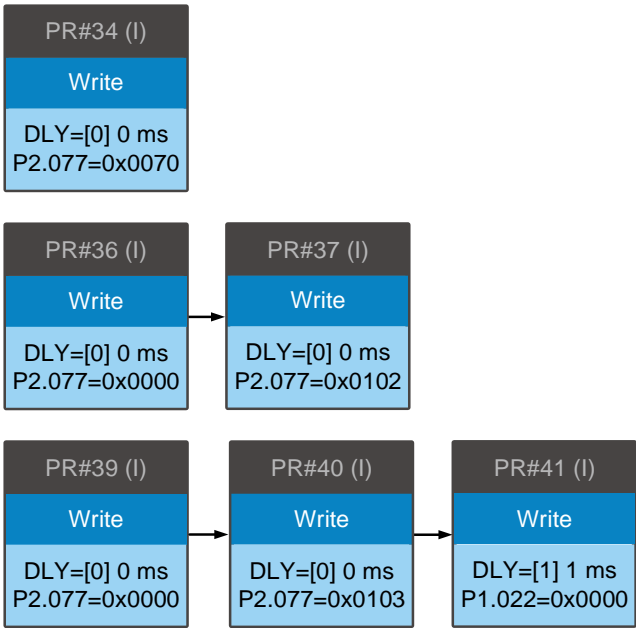 PR#34 (I)
Write
DLY=[0] 0 ms
P2.077=0x0070
PR#36 (I)
Write
DLY=[0] 0 ms
P2.077=0x0000
PR#37 (I)
Write
DLY=[0] 0 ms
P2.077=0x0102
PR#39 (I)
Write
DLY=[0] 0 ms
P2.077=0x0000
PR#40 (I)
Write
DLY=[0] 0 ms
P2.077=0x0103
PR#41 (I)
Write
DLY=[1] 1 ms
P1.022=0x0000